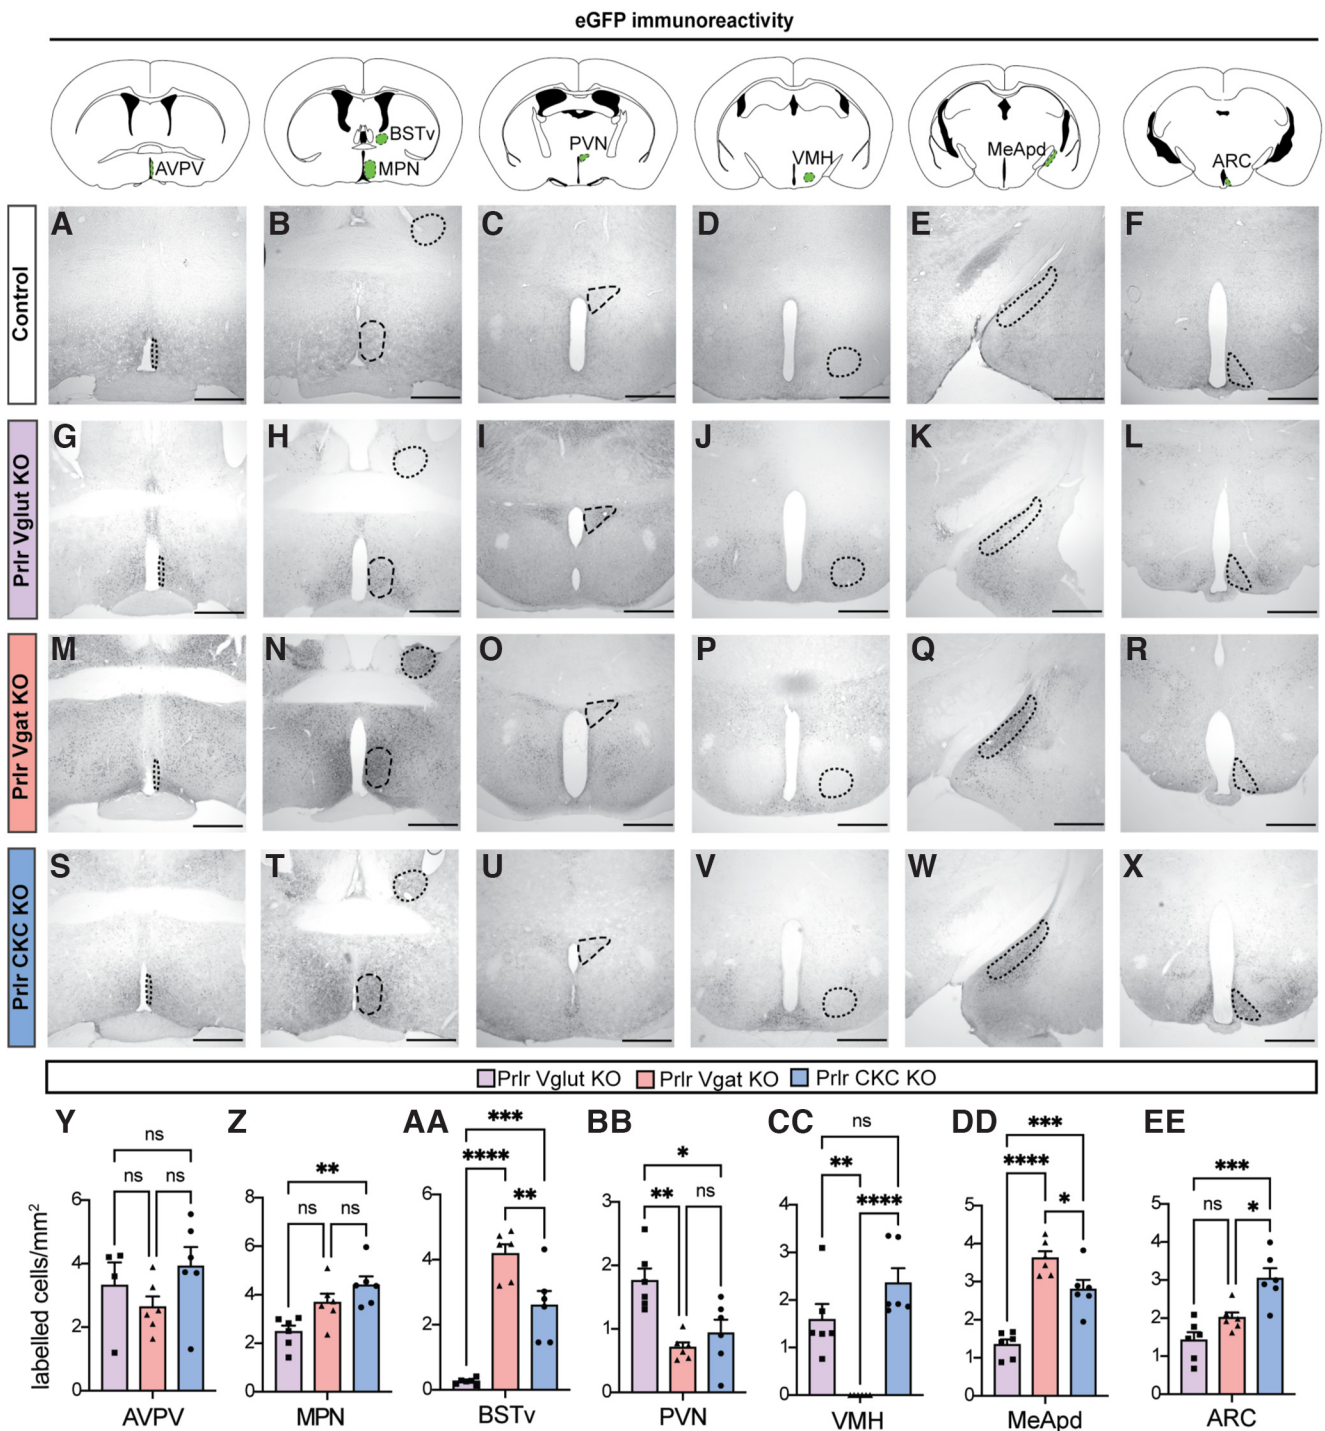 eGFP immunoreactivity
AVPV
BSTv
MPN
PVN
VMH
MeApd
ARC
Control
A B C D E F
Prlr Vglut KO
G H I J K L
Prlr Vgat KO
M N O P Q R
Prlr CKC KO
S T U V W X
Prlr Vglut KO Prlr Vgat KO Prlr CKC KO
Y
ns
ns ns
labelled cells/mm²
6
4
2
0
AVPV
Z
**
ns ns
8
6
4
2
0
MPN
AA
***
****
**
6
4
2
0
BSTv
BB
*
** ns
3
2
1
0
PVN
CC
ns
**
****
4
3
2
1
0
VMH
DD
***
****
*
5
4
3
2
1
0
MeApd
EE
***
ns *
5
4
3
2
1
0
ARC